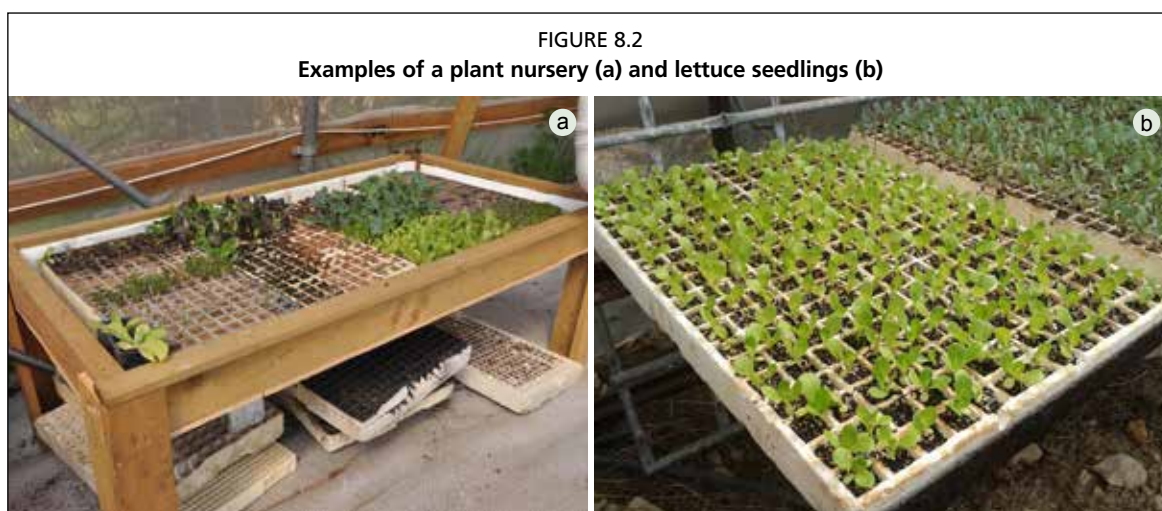 FIGURE 8.2
Examples of a plant nursery (a) and lettuce seedlings (b)
a
b